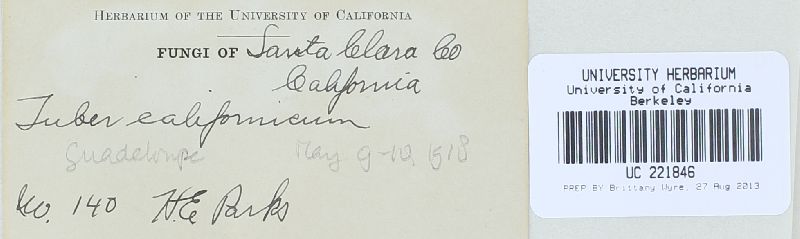 HERBARIUM OF THE UNIVERSITY OF CALIFORNIA
FUNGI OF Santa Clara Co
California
Tuber californicum
Guadeloupe May 9-10, 1918
No. 140 H.E. Parks
UNIVERSITY HERBARIUM
University of California
Berkeley
UC 221846
PREP BY Brittany Wyre, 27 Aug 2013